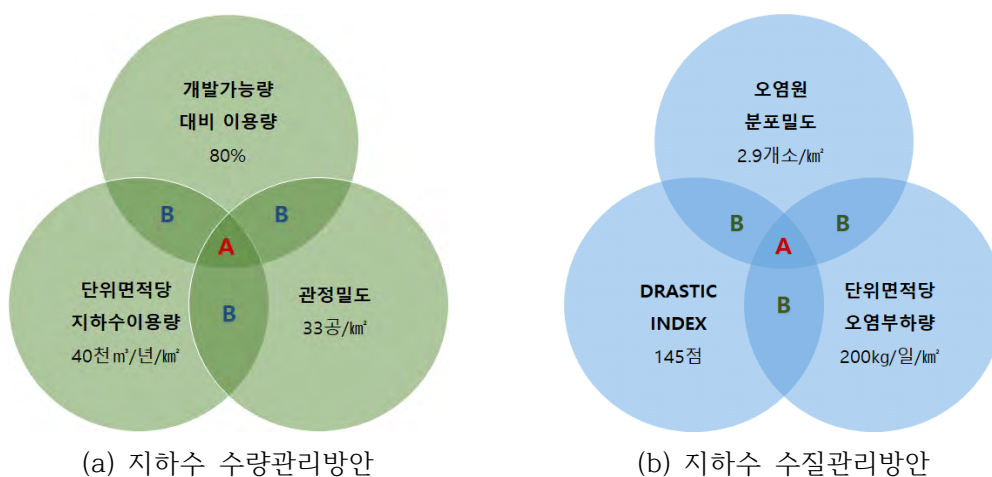 개발가능량
대비 이용량
80%
B
B
A
단위면적당
지하수이용량
40천㎥/년/㎢
B
관정밀도
33공/㎢
(a) 지하수 수량관리방안
오염원
분포밀도
2.9개소/㎢
B
B
A
DRASTIC
INDEX
145점
B
단위면적당
오염부하량
200kg/일/㎢
(b) 지하수 수질관리방안